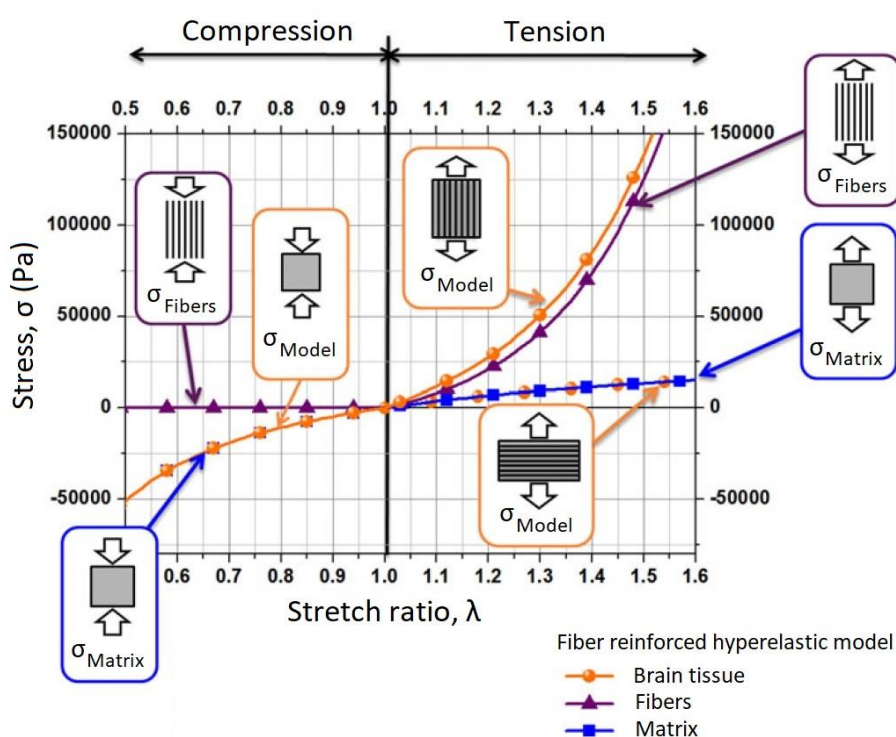 Compression
Tension
0.5 0.6 0.7 0.8 0.9 1.0 1.1 1.2 1.3 1.4 1.5 1.6
150000
100000
50000
0
-50000
150000
100000
50000
0
-50000
Stress, σ (Pa)
σFibers
σModel
σModel
σFibers
σMatrix
σModel
σMatrix
0.6 0.7 0.8 0.9 1.0 1.1 1.2 1.3 1.4 1.5 1.6
Stretch ratio, λ
Fiber reinforced hyperelastic model
Brain tissue
Fibers
Matrix